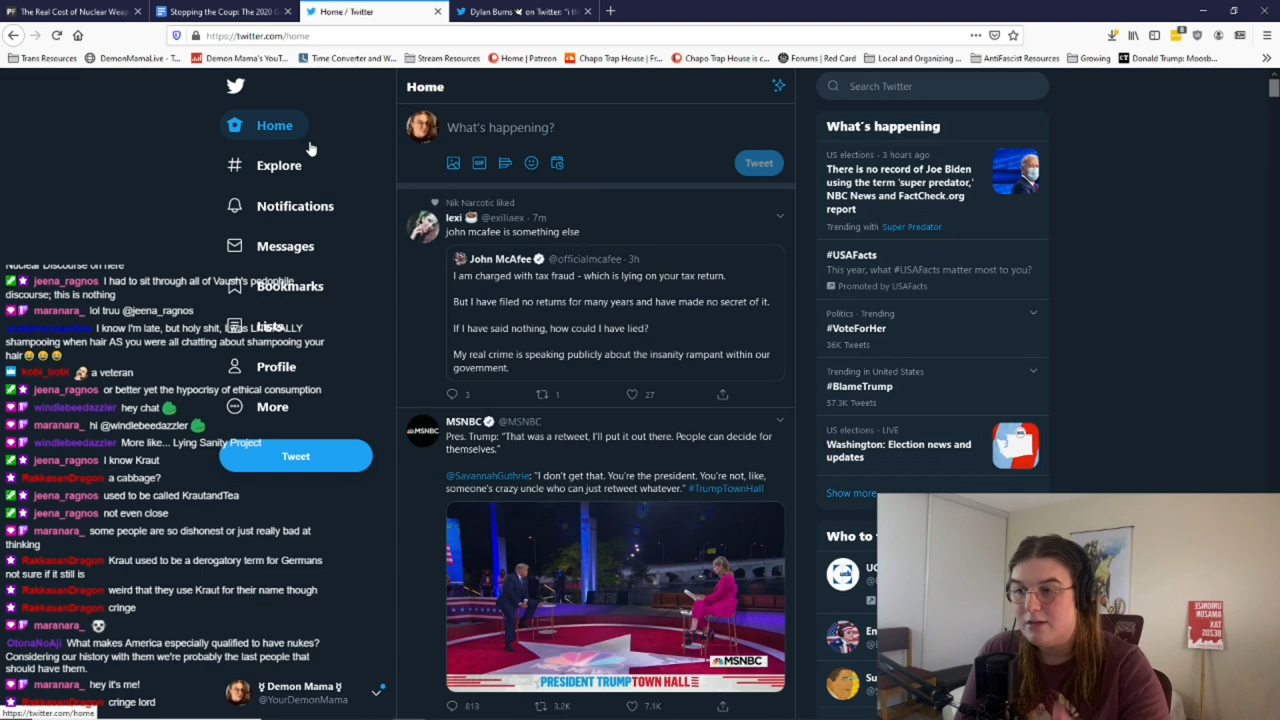 The Real Cost of Nuclear Weap
Stopping the Coup: The 2020 G
Home / Twitter
Dylan Burns on Twitter: "i th
https://twitter.com/home
Trans Resources
DemonMamaLive - T...
Demon Mama's YouT...
Time Converter and W...
Stream Resources
Home | Patreon
Chapo Trap House | Fr...
Chapo Trap House is c...
Forums | Red Card
Local and Organizing ...
AntiFascist Resources
Growing
Donald Trump: Moosb...
Home
Explore
Notifications
Messages
Bookmarks
Lists
Profile
More
Tweet
Nuclear Discourse on here
jeena_ragnos I had to sit through all of Vaush's pedophile
discourse; this is nothing
maranara_ lol truu @jeena_ragnos
I know I'm late, but holy shit, I was LITERALLY
shampooing when hair AS you were all chatting about shampooing your
hair
kobi_bobi a veteran
jeena_ragnos or better yet the hypocrisy of ethical consumption
windlebeedazzler hey chat
maranara_ hi @windlebeedazzler
windlebeedazzler More like... Lying Sanity Project
jeena_ragnos I know Kraut
RakkasanDragon a cabbage?
jeena_ragnos used to be called KrautandTea
jeena_ragnos not even close
maranara_ some people are so dishonest or just really bad at
thinking
RakkasanDragon Kraut used to be a derogatory term for Germans
not sure if it still is
RakkasanDragon weird that they use Kraut for their name though
RakkasanDragon cringe
maranara_
OtonaNoAji What makes America especially qualified to have nukes?
Considering our history with them we're probably the last people that
should have them.
maranara_ hey it's me!
RakkasanDragon cringe lord
Demon Mama
@YourDemonMama
https://twitter.com/home
Home
What's happening?
Tweet
Nik Narcotic liked
lexi @exiliaex · 7m
john mcafee is something else
John McAfee @officialmcafee · 3h
I am charged with tax fraud - which is lying on your tax return.
But I have filed no returns for many years and have made no secret of it.
If I have said nothing, how could I have lied?
My real crime is speaking publicly about the insanity rampant within our
government.
3 1 27
MSNBC @MSNBC
Pres. Trump: "That was a retweet, I'll put it out there. People can decide for
themselves."
@SavannahGuthrie: "I don't get that. You're the president. You're not, like,
someone's crazy uncle who can just retweet whatever." #TrumpTownHall
MSNBC
PRESIDENT TRUMP TOWN HALL
813 3.2K 7.1K
Search Twitter
What's happening
US elections · 3 hours ago
There is no record of Joe Biden
using the term 'super predator,'
NBC News and FactCheck.org
report
Trending with Super Predator
#USAFacts
This year, what #USAFacts matter most to you?
Promoted by USAFacts
Politics · Trending
#VoteForHer
36K Tweets
Trending in United States
#BlameTrump
57.3K Tweets
US elections · LIVE
Washington: Election news and
updates
Show more
Who to
UNIONIZE
AMAZON
TAX
BEZOS